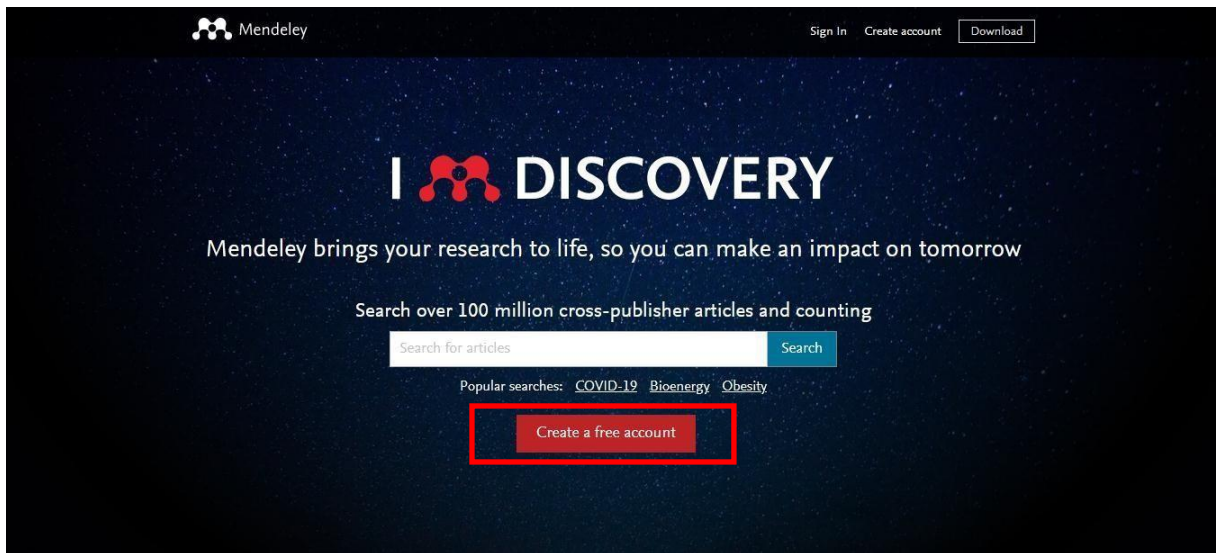 Mendeley
Sign In Create account Download
I DISCOVERY
Mendeley brings your research to life, so you can make an impact on tomorrow
Search over 100 million cross-publisher articles and counting
Search for articles Search
Popular searches: COVID-19 Bioenergy Obesity
Create a free account